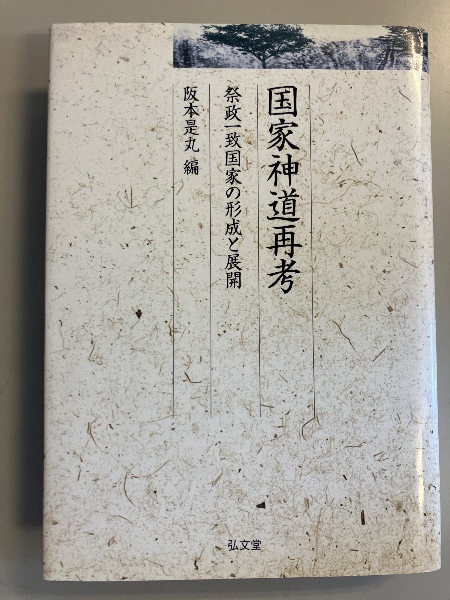 国家神道再考
祭政一致国家の形成と展開
阪本是丸 編
弘文堂